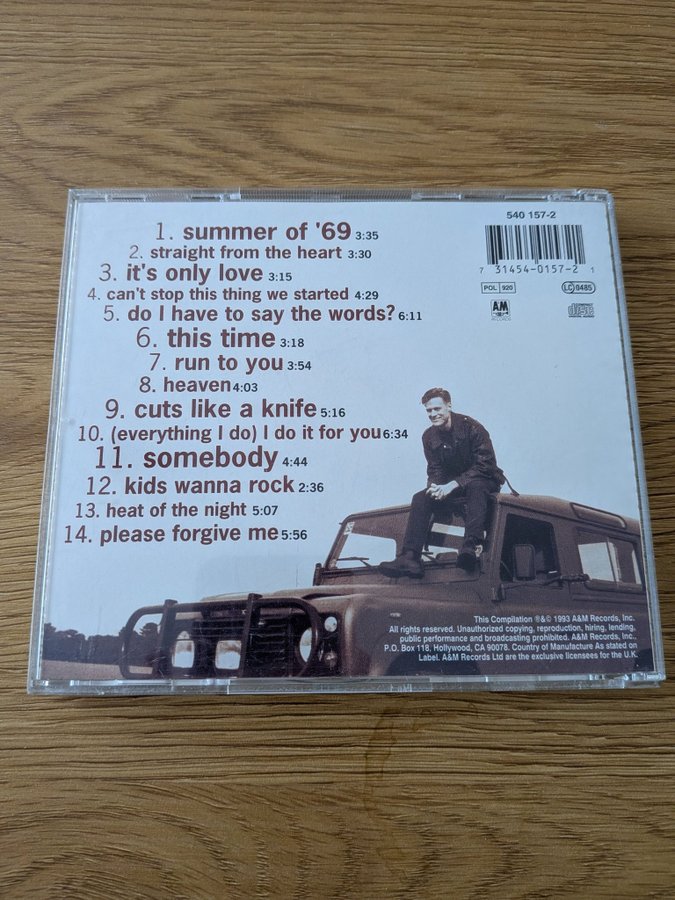 1. summer of '69 3:35
2. straight from the heart 3:30
3. it's only love 3:15
4. can't stop this thing we started 4:29
5. do I have to say the words? 6:11
6. this time 3:18
7. run to you 3:54
8. heaven 4:03
9. cuts like a knife 5:16
10. (everything I do) I do it for you 6:34
11. somebody 4:44
12. kids wanna rock 2:36
13. heat of the night 5:07
14. please forgive me 5:56
540 157-2
7 31454-0157-2 1
POL 920
LC 0485
A&M
RECORDS
COMPACT
disc
DIGITAL AUDIO
This Compilation ℗&© 1993 A&M Records, Inc.
All rights reserved. Unauthorized copying, reproduction, hiring, lending,
public performance and broadcasting prohibited. A&M Records, Inc.,
P.O. Box 118, Hollywood, CA 90078. Country of Manufacture As stated on
Label. A&M Records Ltd are the exclusive licensees for the U.K.